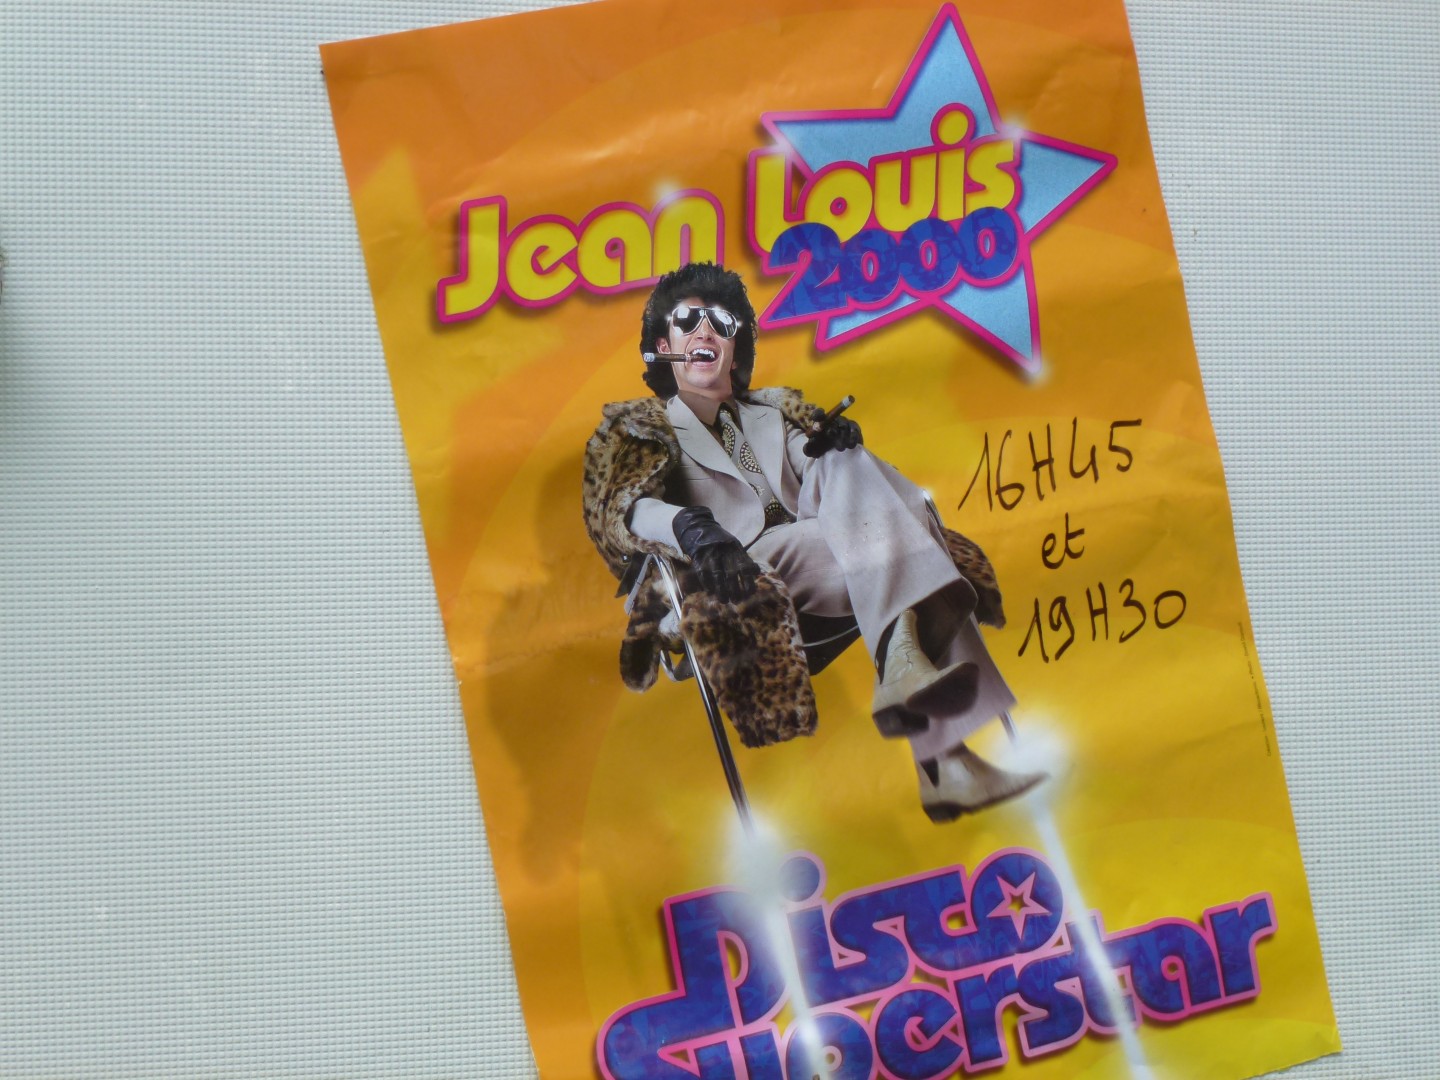 Jean Louis
2000
16H45
et
19H30
Disco
Superstar